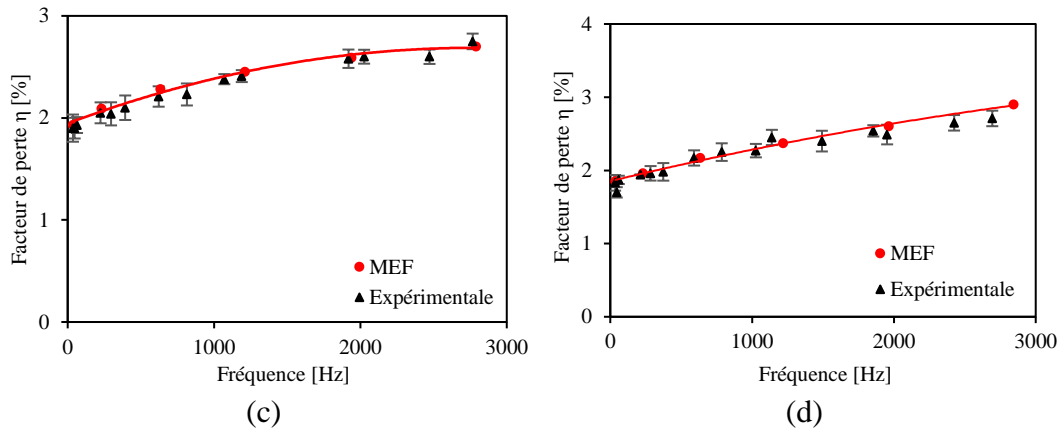 3
2
1
0
Facteur de perte η [%]
MEF
Expérimentale
0 1000 2000 3000
Fréquence [Hz]
(c)
4
3
2
1
0
Facteur de perte η [%]
MEF
Expérimentale
0 1000 2000 3000
Fréquence [Hz]
(d)